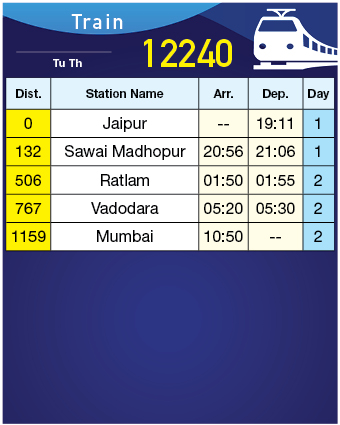 Train 12240
Tu Th
Dist. Station Name Arr. Dep. Day
0 Jaipur -- 19:11 1
132 Sawai Madhopur 20:56 21:06 1
506 Ratlam 01:50 01:55 2
767 Vadodara 05:20 05:30 2
1159 Mumbai 10:50 -- 2